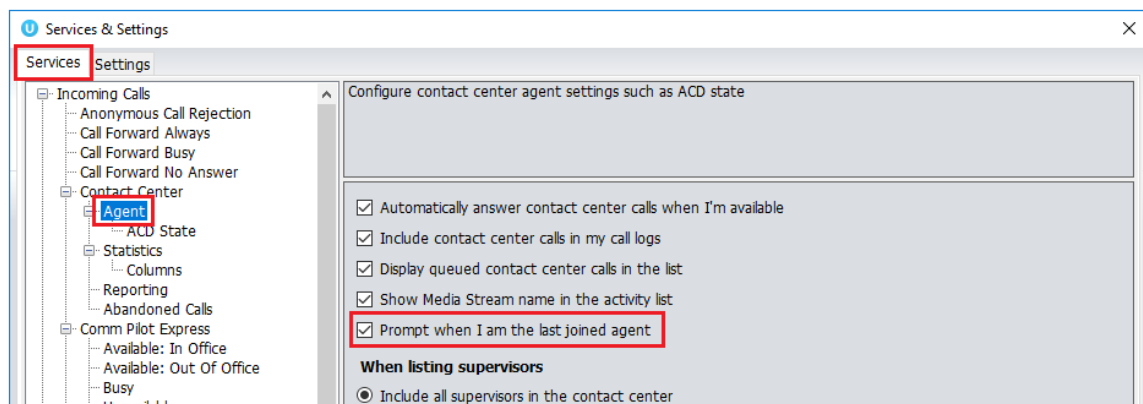 Services & Settings
Services
Settings
Incoming Calls
Anonymous Call Rejection
Call Forward Always
Call Forward Busy
Call Forward No Answer
Contact Center
Agent
ACD State
Statistics
Columns
Reporting
Abandoned Calls
Comm Pilot Express
Available: In Office
Available: Out Of Office
Busy
Configure contact center agent settings such as ACD state
Automatically answer contact center calls when I'm available
Include contact center calls in my call logs
Display queued contact center calls in the list
Show Media Stream name in the activity list
Prompt when I am the last joined agent
When listing supervisors
Include all supervisors in the contact center